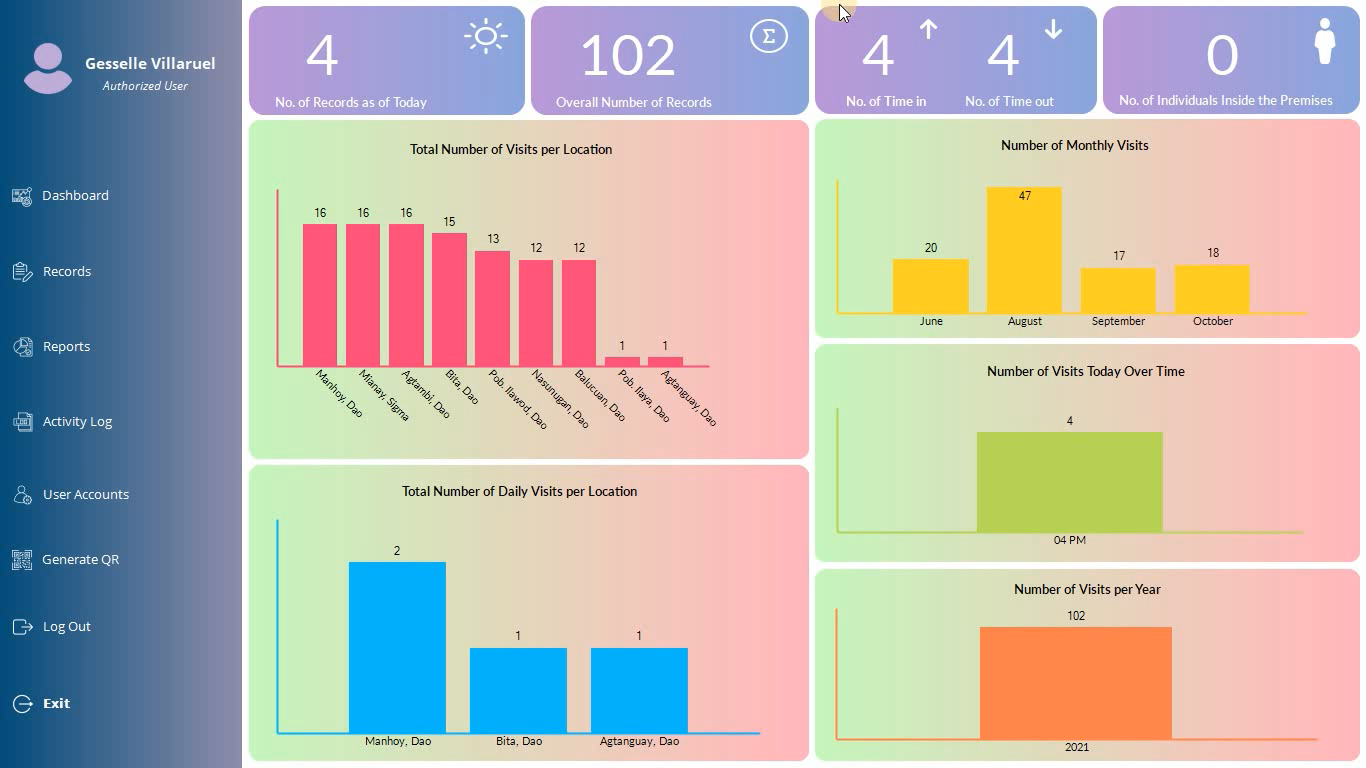 Gesselle Villaruel
Authorized User
Dashboard
Records
Reports
Activity Log
User Accounts
Generate QR
Log Out
Exit
4
No. of Records as of Today
102
Σ
Overall Number of Records
4
No. of Time in
4
No. of Time out
0
No. of Individuals Inside the Premises
Total Number of Visits per Location
16
16
16
15
13
12
12
1
1
Manhoy, Dao
Mianay, Sigma
Agtambi, Dao
Bita, Dao
Pob. Ilawod, Dao
Nasunugan, Dao
Balucuan, Dao
Pob. Ilaya, Dao
Agtanguay, Dao
Total Number of Daily Visits per Location
2
1
1
Manhoy, Dao
Bita, Dao
Agtanguay, Dao
Number of Monthly Visits
20
47
17
18
June
August
September
October
Number of Visits Today Over Time
4
04 PM
Number of Visits per Year
102
2021